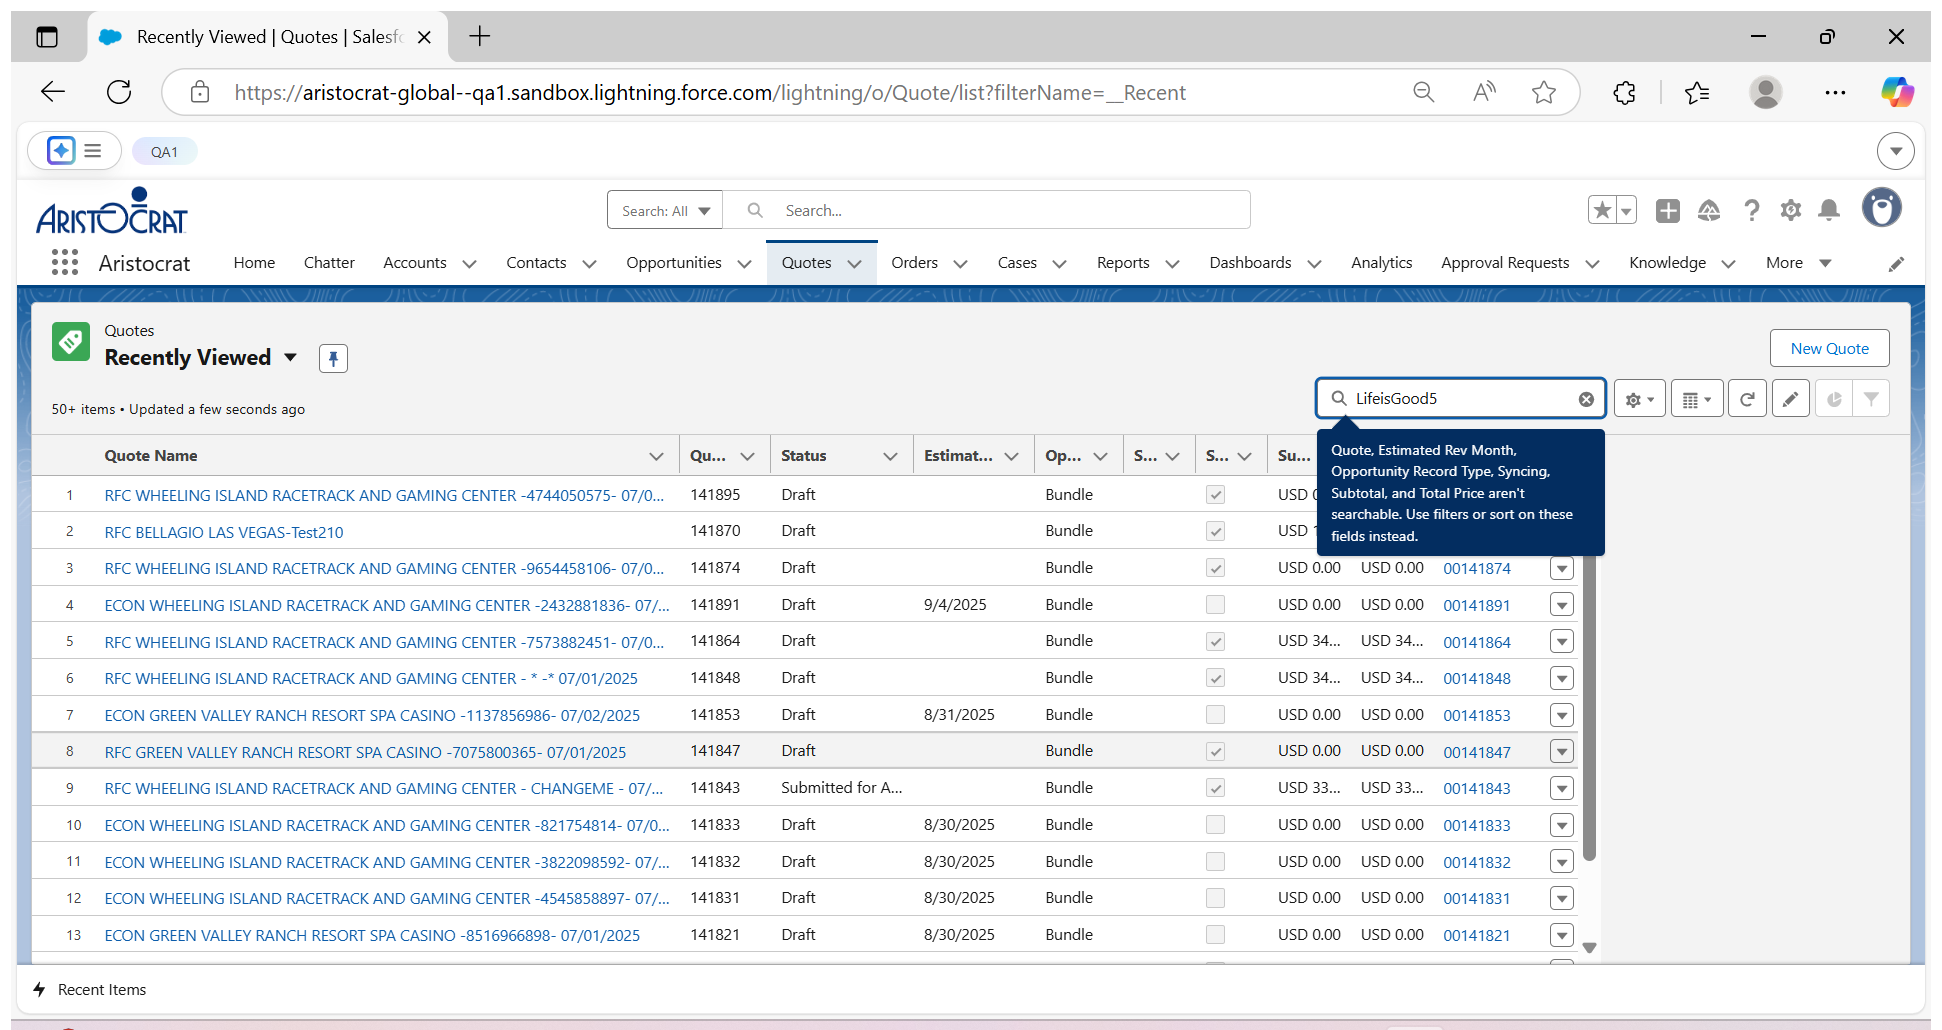 Recently Viewed | Quotes | Salesfo
https://aristocrat-global--qa1.sandbox.lightning.force.com/lightning/o/Quote/list?filterName=__Recent
QA1
ARISTOCRAT
Search: All
Search...
Aristocrat
Home
Chatter
Accounts
Contacts
Opportunities
Quotes
Orders
Cases
Reports
Dashboards
Analytics
Approval Requests
Knowledge
More
Quotes
Recently Viewed
New Quote
50+ items • Updated a few seconds ago
LifeisGood5
Quote, Estimated Rev Month,
Opportunity Record Type, Syncing,
Subtotal, and Total Price aren't
searchable. Use filters or sort on these
fields instead.
Quote Name Qu... Status Estimat... Op... S... S... Su...
1 RFC WHEELING ISLAND RACETRACK AND GAMING CENTER -4744050575- 07/0... 141895 Draft Bundle USD
2 RFC BELLAGIO LAS VEGAS-Test210 141870 Draft Bundle USD
3 RFC WHEELING ISLAND RACETRACK AND GAMING CENTER -9654458106- 07/0... 141874 Draft Bundle USD 0.00 USD 0.00 00141874
4 ECON WHEELING ISLAND RACETRACK AND GAMING CENTER -2432881836- 07/... 141891 Draft 9/4/2025 Bundle USD 0.00 USD 0.00 00141891
5 RFC WHEELING ISLAND RACETRACK AND GAMING CENTER -7573882451- 07/0... 141864 Draft Bundle USD 34... USD 34... 00141864
6 RFC WHEELING ISLAND RACETRACK AND GAMING CENTER - * -* 07/01/2025 141848 Draft Bundle USD 34... USD 34... 00141848
7 ECON GREEN VALLEY RANCH RESORT SPA CASINO -1137856986- 07/02/2025 141853 Draft 8/31/2025 Bundle USD 0.00 USD 0.00 00141853
8 RFC GREEN VALLEY RANCH RESORT SPA CASINO -7075800365- 07/01/2025 141847 Draft Bundle USD 0.00 USD 0.00 00141847
9 RFC WHEELING ISLAND RACETRACK AND GAMING CENTER - CHANGEME - 07/... 141843 Submitted for A... Bundle USD 33... USD 33... 00141843
10 ECON WHEELING ISLAND RACETRACK AND GAMING CENTER -821754814- 07/0... 141833 Draft 8/30/2025 Bundle USD 0.00 USD 0.00 00141833
11 ECON WHEELING ISLAND RACETRACK AND GAMING CENTER -3822098592- 07/... 141832 Draft 8/30/2025 Bundle USD 0.00 USD 0.00 00141832
12 ECON WHEELING ISLAND RACETRACK AND GAMING CENTER -4545858897- 07/... 141831 Draft 8/30/2025 Bundle USD 0.00 USD 0.00 00141831
13 ECON GREEN VALLEY RANCH RESORT SPA CASINO -8516966898- 07/01/2025 141821 Draft 8/30/2025 Bundle USD 0.00 USD 0.00 00141821
Recent Items